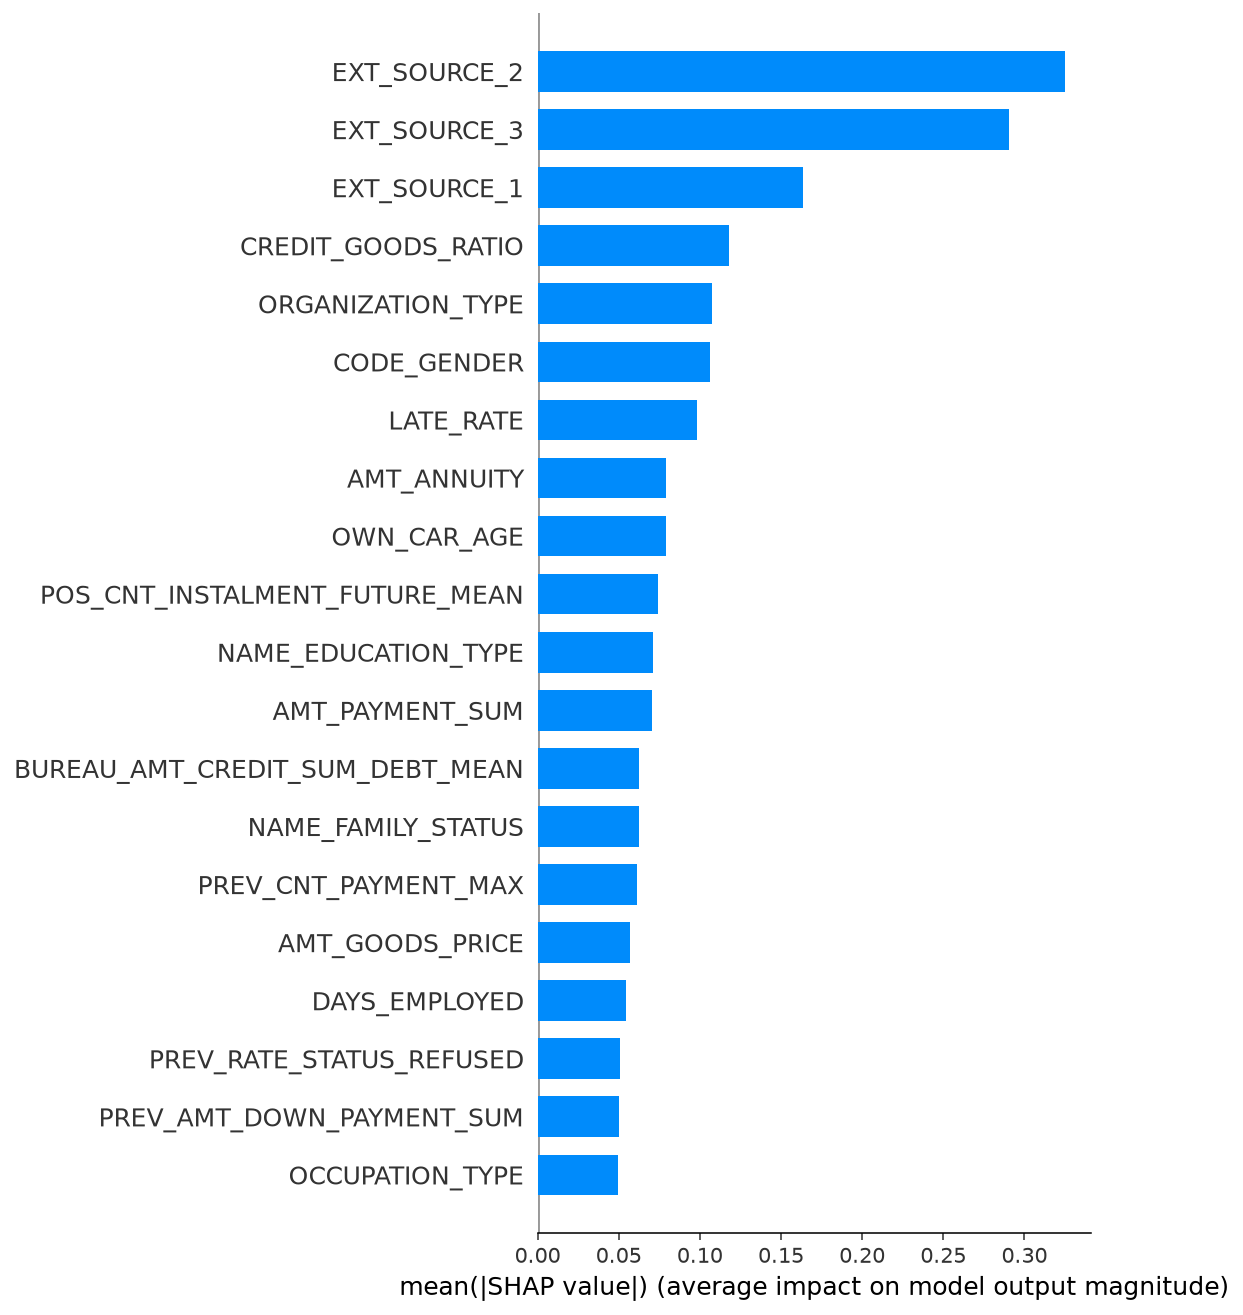 EXT_SOURCE_2
EXT_SOURCE_3
EXT_SOURCE_1
CREDIT_GOODS_RATIO
ORGANIZATION_TYPE
CODE_GENDER
LATE_RATE
AMT_ANNUITY
OWN_CAR_AGE
POS_CNT_INSTALMENT_FUTURE_MEAN
NAME_EDUCATION_TYPE
AMT_PAYMENT_SUM
BUREAU_AMT_CREDIT_SUM_DEBT_MEAN
NAME_FAMILY_STATUS
PREV_CNT_PAYMENT_MAX
AMT_GOODS_PRICE
DAYS_EMPLOYED
PREV_RATE_STATUS_REFUSED
PREV_AMT_DOWN_PAYMENT_SUM
OCCUPATION_TYPE
0.00 0.05 0.10 0.15 0.20 0.25 0.30
mean(|SHAP value|) (average impact on model output magnitude)